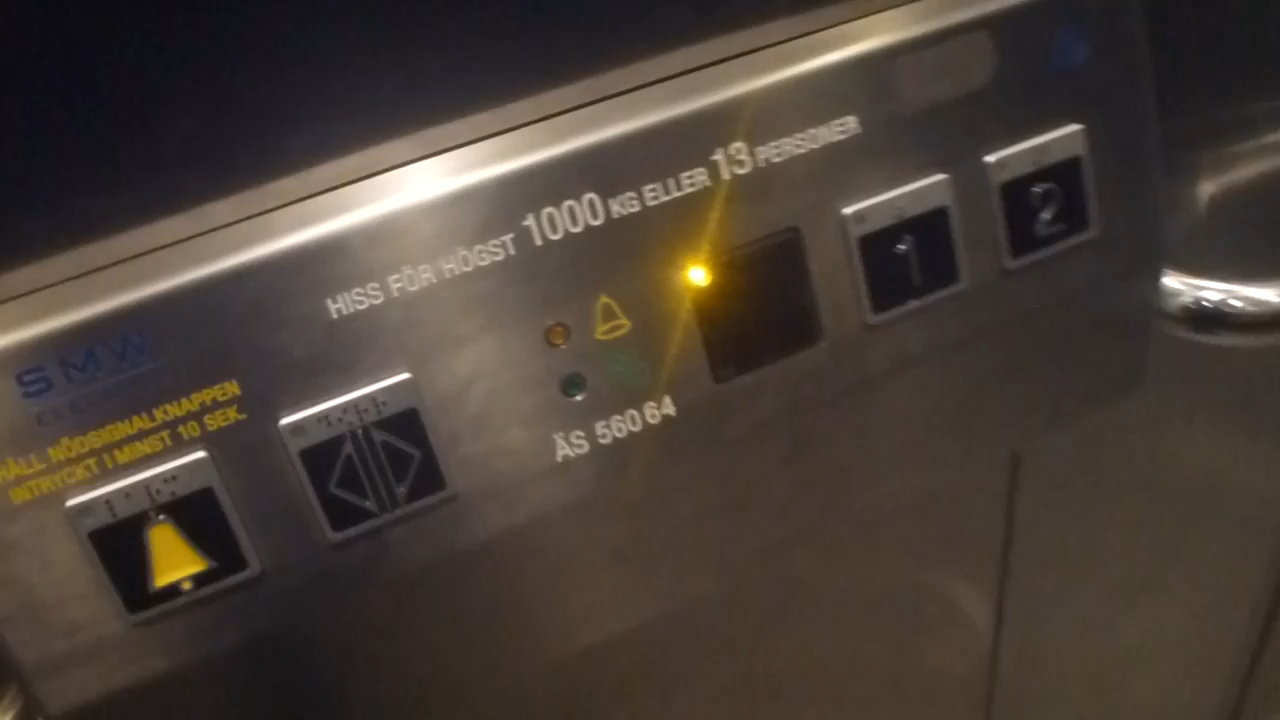 HISS FÖR HÖGST 1000 KG ELLER 13 PERSONER
SMW
HÅLL NÖDSIGNALKNAPPEN
INTRYCKT I MINST 10 SEK.
ÄS 560 64
1
2